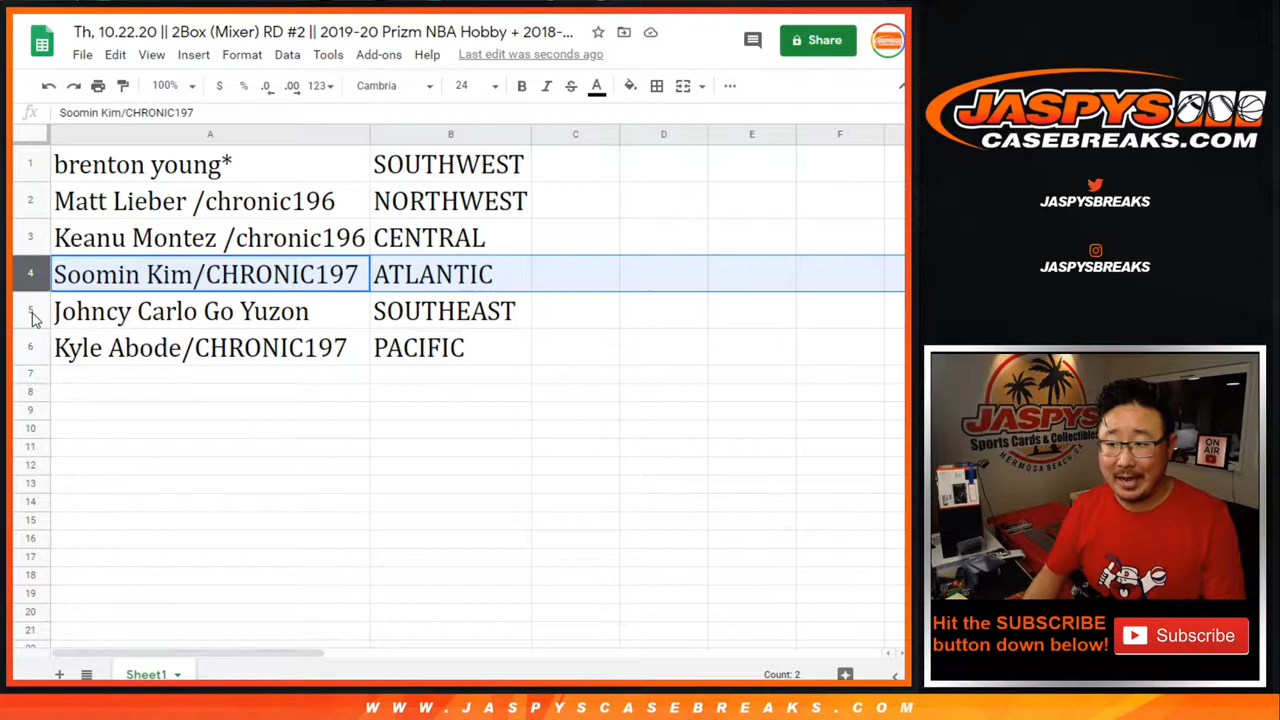 Th, 10.22.20 || 2Box (Mixer) RD #2 || 2019-20 Prizm NBA Hobby + 2018-...
File Edit View Insert Format Data Tools Add-ons Help Last edit was seconds ago
Share
100% $ % .0 .00 123 Cambria 24 B I S A
fx Soomin Kim/CHRONIC197
A B C D E F
1 brenton young* SOUTHWEST
2 Matt Lieber /chronic196 NORTHWEST
3 Keanu Montez /chronic196 CENTRAL
4 Soomin Kim/CHRONIC197 ATLANTIC
5 Johncy Carlo Go Yuzon SOUTHEAST
6 Kyle Abode/CHRONIC197 PACIFIC
7
8
9
10
11
12
13
14
15
16
17
18
19
20
21
Sheet1
Count: 2
JASPYS
CASEBREAKS.COM
JASPYSBREAKS
JASPYSBREAKS
JASPYS
Sports Cards & Collectibles
HERMOSA BEACH, CA
ON AIR
Hit the SUBSCRIBE
button down below!
Subscribe
WWW.JASPYSCASEBREAKS.COM